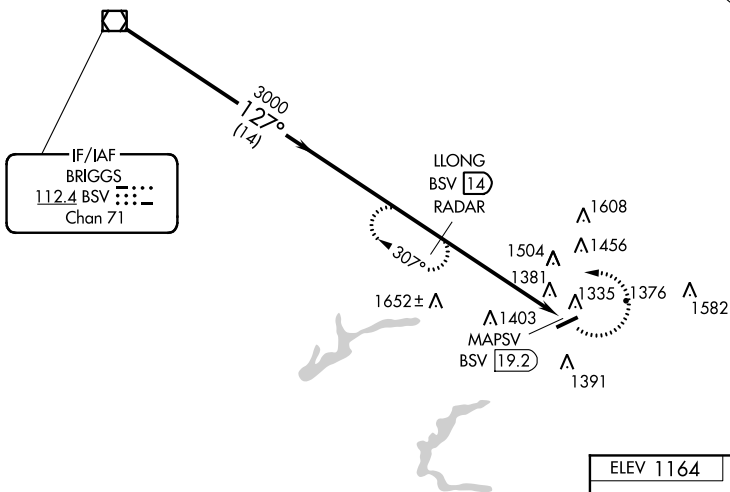 3000
127°
(14)
IF/IAF
BRIGGS
112.4 BSV
Chan 71
LLONG
BSV 14
RADAR
307°
1608
1504
1456
1381
1335
1376
1582
1652±
1403
MAPSV
BSV 19.2
1391
ELEV 1164